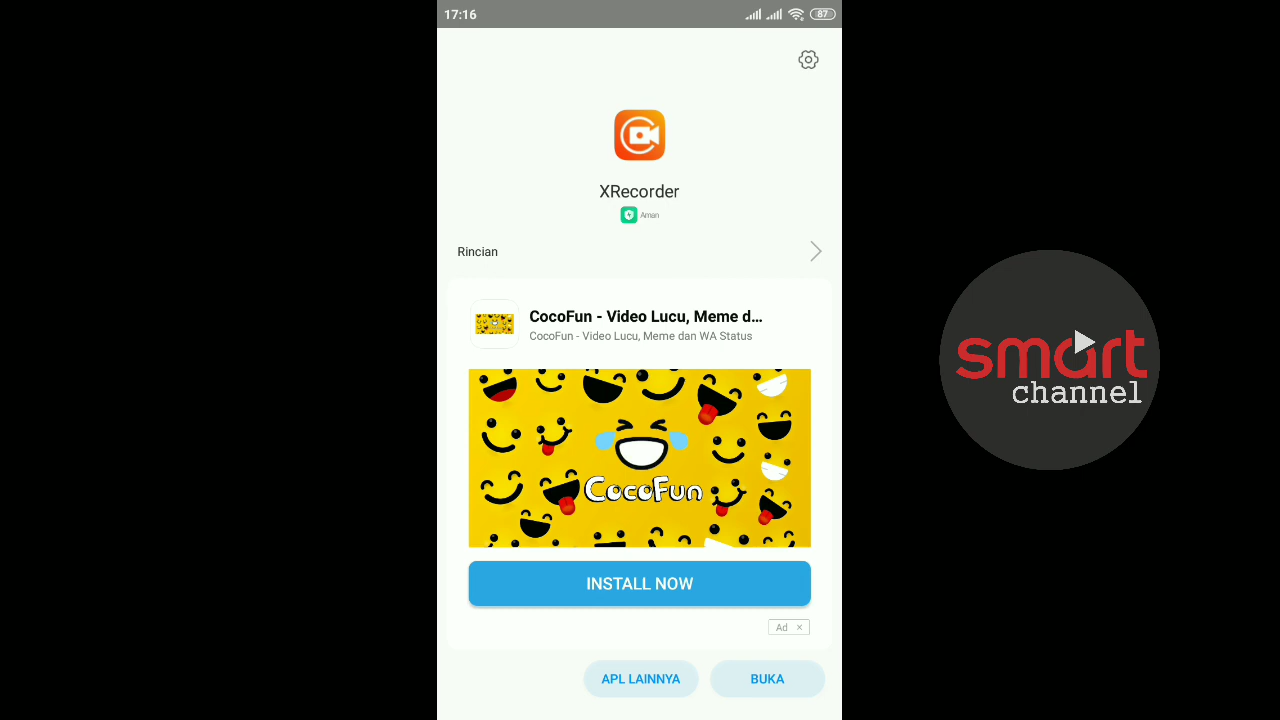 17:16
87
XRecorder
Aman
Rincian
CocoFun - Video Lucu, Meme d...
CocoFun - Video Lucu, Meme dan WA Status
CocoFun
INSTALL NOW
Ad ×
APL LAINNYA
BUKA
smart
channel